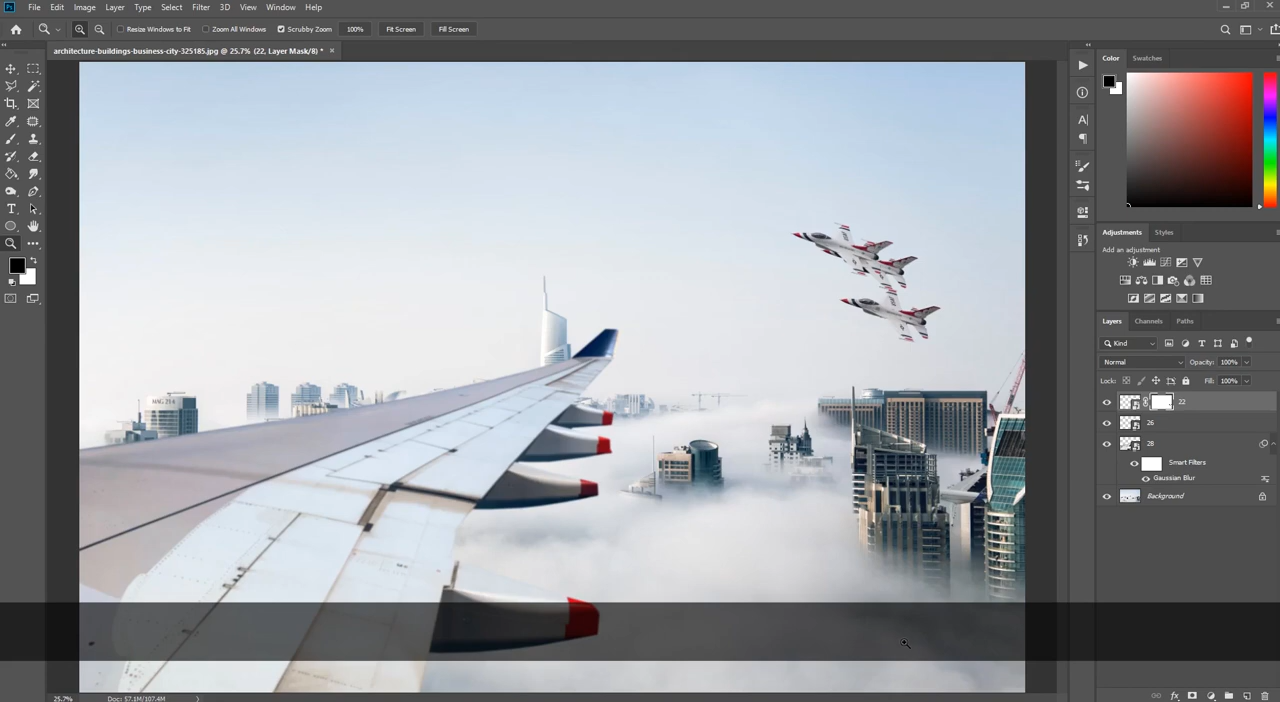 Ps File Edit Image Layer Type Select Filter 3D View Window Help
Resize Windows to Fit Zoom All Windows Scrubby Zoom 100% Fit Screen Fill Screen
architecture-buildings-business-city-325185.jpg @ 25.7% (22, Layer Mask/8) * ×
Color Swatches
Adjustments Styles
Add an adjustment
Layers Channels Paths
Kind
Normal Opacity: 100%
Lock: Fill: 100%
22
26
28
Smart Filters
Gaussian Blur
Background
MAG 214
25.7% Doc: 57.1M/107.4M